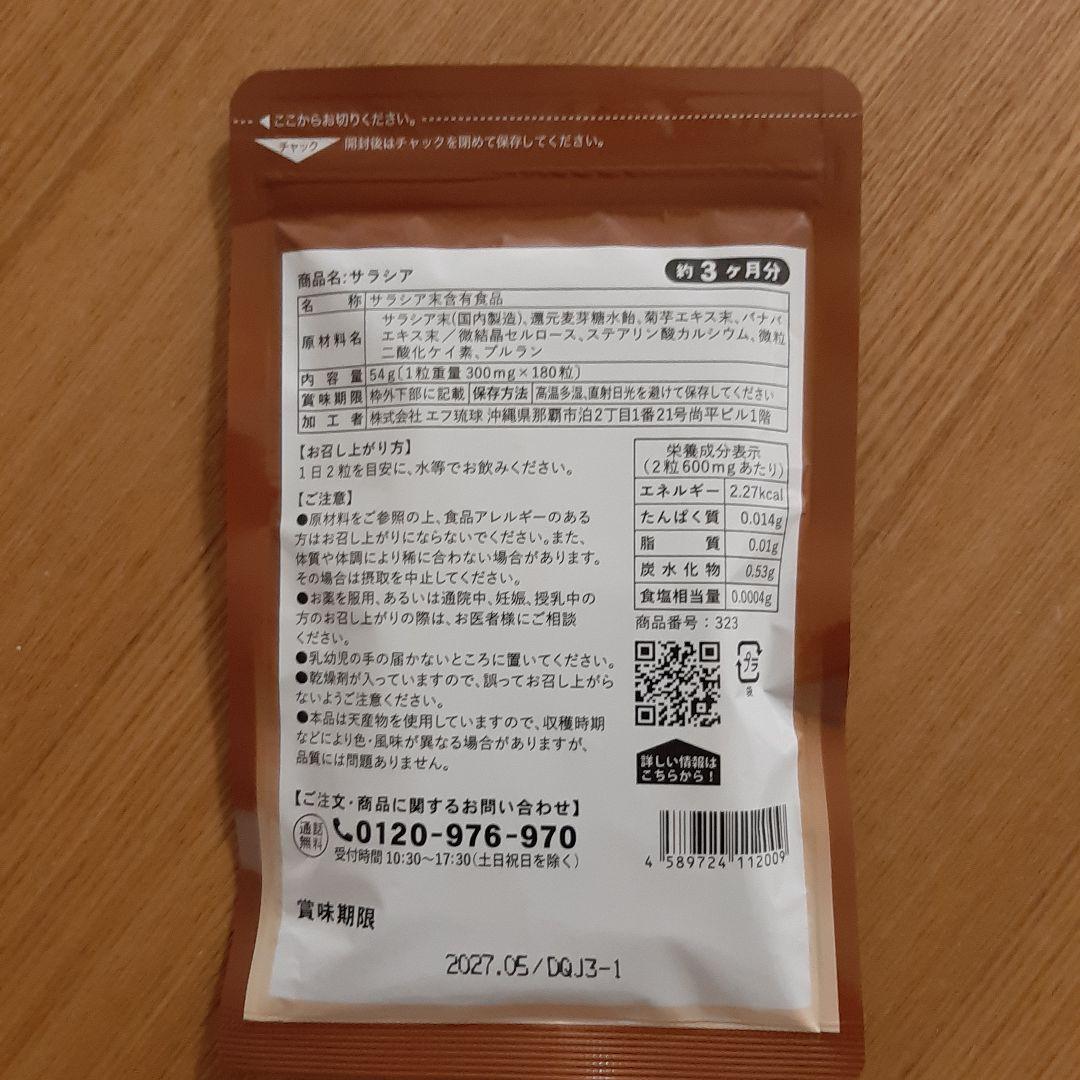 ここからお切りください。
チャック 開封後はチャックを閉めて保存してください。
商品名:サラシア 約3ヶ月分
名称 サラシア末含有食品
原材料名 サラシア末(国内製造)、還元麦芽糖水飴、菊芋エキス末、バナバ
エキス末/微結晶セルロース、ステアリン酸カルシウム、微粒
二酸化ケイ素、プルラン
内容量 54g(1粒重量300mg×180粒)
賞味期限 枠外下部に記載 保存方法 高温多湿、直射日光を避けて保存してください
加工者 株式会社 エフ琉球 沖縄県那覇市泊2丁目1番21号尚平ビル1階
【お召し上がり方】
1日2粒を目安に、水等でお飲みください。
【ご注意】
●原材料をご参照の上、食品アレルギーのある
方はお召し上がりにならないでください。また、
体質や体調により稀に合わない場合があります。
その場合は摂取を中止してください。
●お薬を服用、あるいは通院中、妊娠、授乳中の
方のお召し上がりの際は、お医者様にご相談
ください。
●乳幼児の手の届かないところに置いてください。
●乾燥剤が入っていますので、誤ってお召し上がら
ないようご注意ください。
●本品は天産物を使用していますので、収穫時期
などにより色・風味が異なる場合がありますが、
品質には問題ありません。
栄養成分表示
(2粒600mgあたり)
エネルギー 2.27kcal
たんぱく質 0.014g
脂質 0.01g
炭水化物 0.53g
食塩相当量 0.0004g
商品番号:323
プラ
袋
詳しい情報は
こちらから!
【ご注文・商品に関するお問い合わせ】
通話
無料
0120-976-970
受付時間 10:30〜17:30(土日祝日を除く)
4 589724 112009
賞味期限
2027.05/DQJ3-1